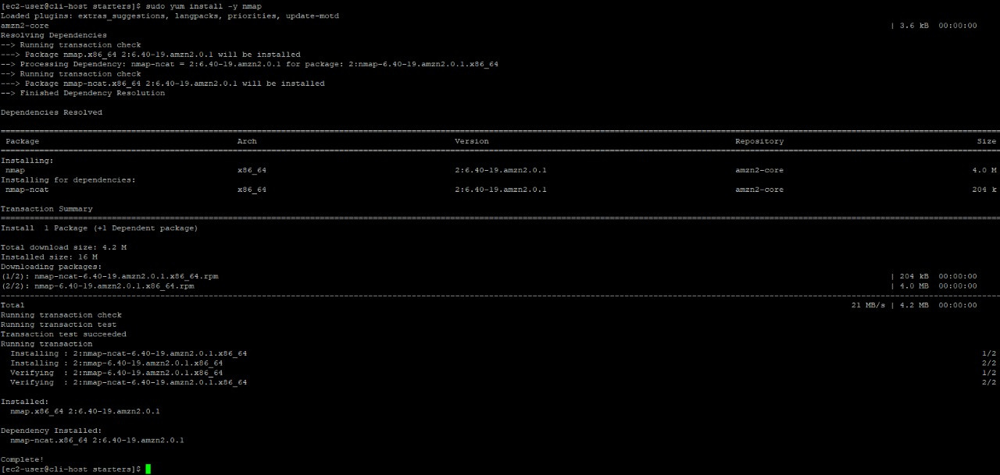 [ec2-user@cli-host starters]$ sudo yum install -y nmap
Loaded plugins: extras_suggestions, langpacks, priorities, update-motd
amzn2-core | 3.6 kB 00:00:00
Resolving Dependencies
--> Running transaction check
---> Package nmap.x86_64 2:6.40-19.amzn2.0.1 will be installed
--> Processing Dependency: nmap-ncat = 2:6.40-19.amzn2.0.1 for package: 2:nmap-6.40-19.amzn2.0.1.x86_64
--> Running transaction check
---> Package nmap-ncat.x86_64 2:6.40-19.amzn2.0.1 will be installed
--> Finished Dependency Resolution
Dependencies Resolved
Package Arch Version Repository Size
Installing:
nmap x86_64 2:6.40-19.amzn2.0.1 amzn2-core 4.0 M
Installing for dependencies:
nmap-ncat x86_64 2:6.40-19.amzn2.0.1 amzn2-core 204 k
Transaction Summary
Install 1 Package (+1 Dependent package)
Total download size: 4.2 M
Installed size: 16 M
Downloading packages:
(1/2): nmap-ncat-6.40-19.amzn2.0.1.x86_64.rpm | 204 kB 00:00:00
(2/2): nmap-6.40-19.amzn2.0.1.x86_64.rpm | 4.0 MB 00:00:00
Total 21 MB/s | 4.2 MB 00:00:00
Running transaction check
Running transaction test
Transaction test succeeded
Running transaction
Installing : 2:nmap-ncat-6.40-19.amzn2.0.1.x86_64 1/2
Installing : 2:nmap-6.40-19.amzn2.0.1.x86_64 2/2
Verifying : 2:nmap-6.40-19.amzn2.0.1.x86_64 1/2
Verifying : 2:nmap-ncat-6.40-19.amzn2.0.1.x86_64 2/2
Installed:
nmap.x86_64 2:6.40-19.amzn2.0.1
Dependency Installed:
nmap-ncat.x86_64 2:6.40-19.amzn2.0.1
Complete!
[ec2-user@cli-host starters]$